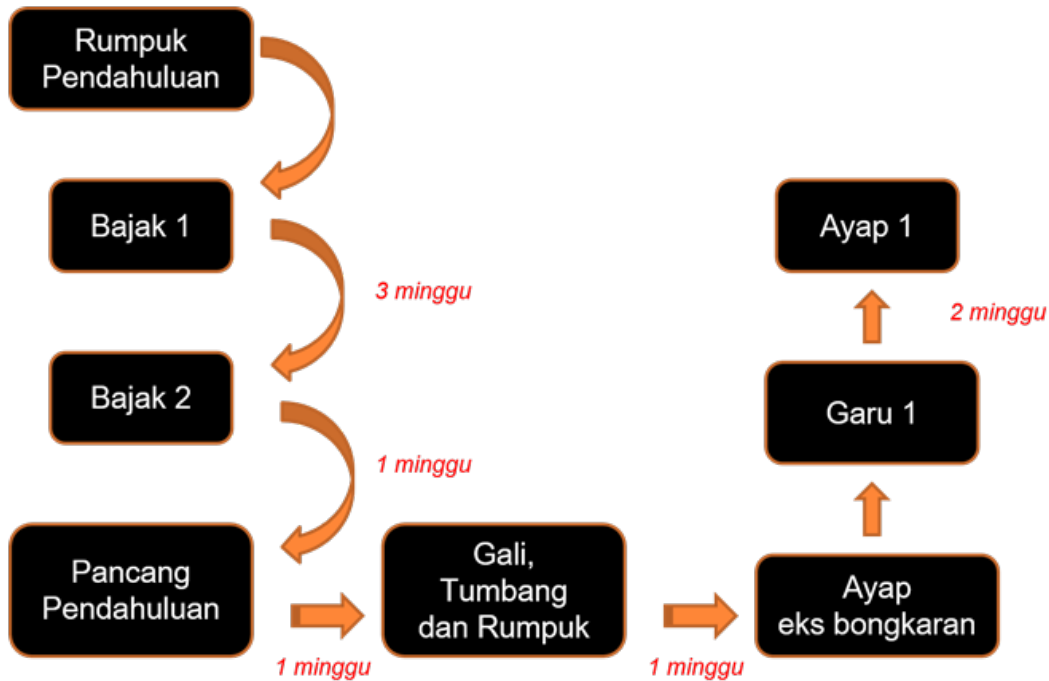 Rumpuk
Pendahuluan
Bajak 1
3 minggu
Bajak 2
1 minggu
Pancang
Pendahuluan
1 minggu
Gali,
Tumbang
dan Rumpuk
1 minggu
Ayap
eks bongkaran
Garu 1
2 minggu
Ayap 1